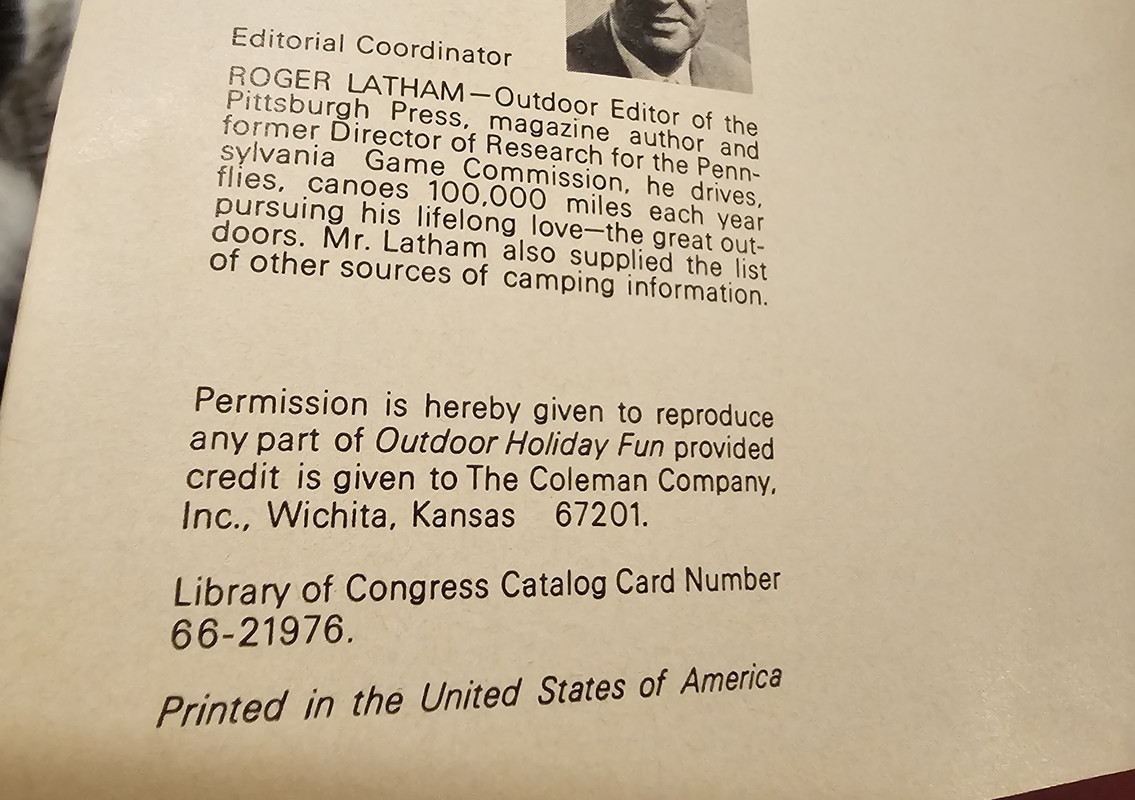 Editorial Coordinator
ROGER LATHAM—Outdoor Editor of the
Pittsburgh Press, magazine author and
former Director of Research for the Penn-
sylvania Game Commission, he drives,
flies, canoes 100,000 miles each year
pursuing his lifelong love—the great out-
doors. Mr. Latham also supplied the list
of other sources of camping information.
Permission is hereby given to reproduce
any part of Outdoor Holiday Fun provided
credit is given to The Coleman Company,
Inc., Wichita, Kansas 67201.
Library of Congress Catalog Card Number
66-21976.
Printed in the United States of America